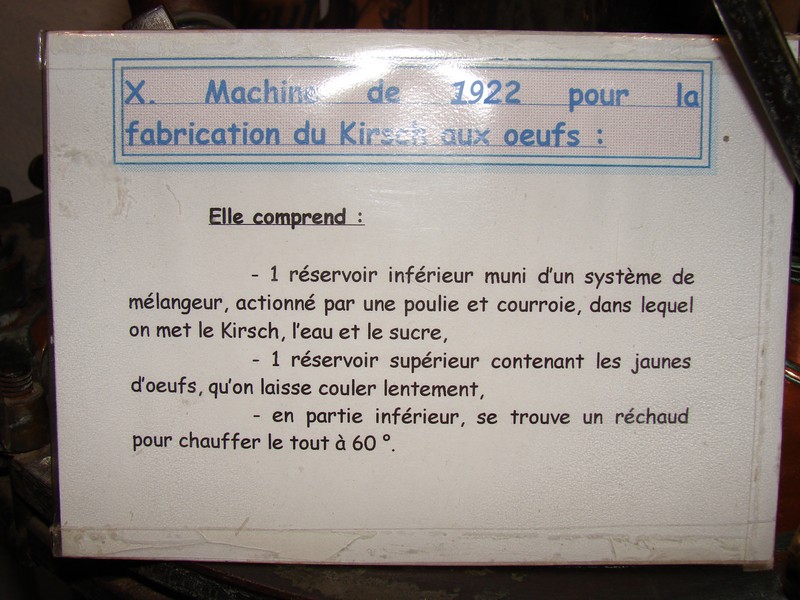 X. Machine de 1922 pour la
fabrication du Kirsch aux oeufs :
Elle comprend :
- 1 réservoir inférieur muni d'un système de
mélangeur, actionné par une poulie et courroie, dans lequel
on met le Kirsch, l'eau et le sucre,
- 1 réservoir supérieur contenant les jaunes
d'oeufs, qu'on laisse couler lentement,
- en partie inférieur, se trouve un réchaud
pour chauffer le tout à 60 °.